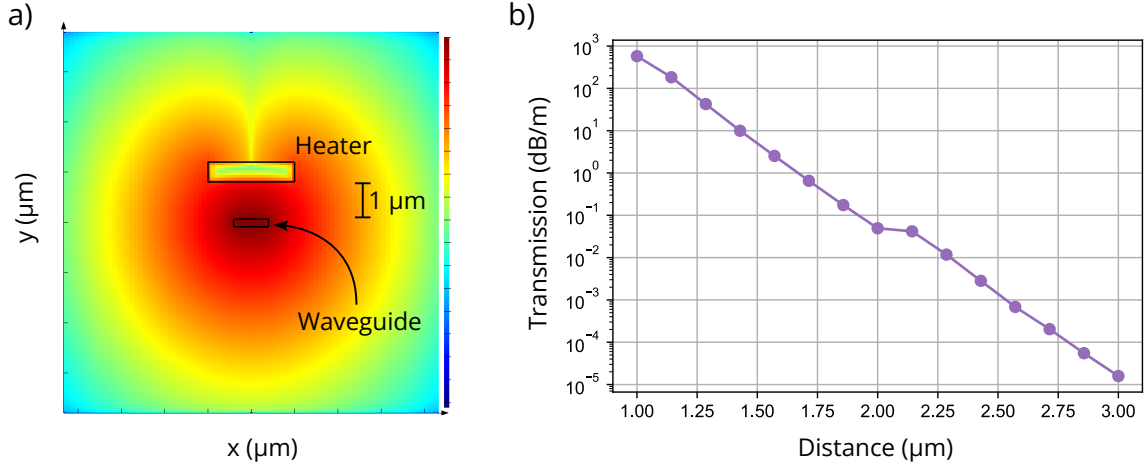 a)
Heater
1 μm
Waveguide
y (μm)
x (μm)
b)
10³
10²
10¹
10⁰
10⁻¹
10⁻²
10⁻³
10⁻⁴
10⁻⁵
Transmission (dB/m)
1.00 1.25 1.50 1.75 2.00 2.25 2.50 2.75 3.00
Distance (μm)